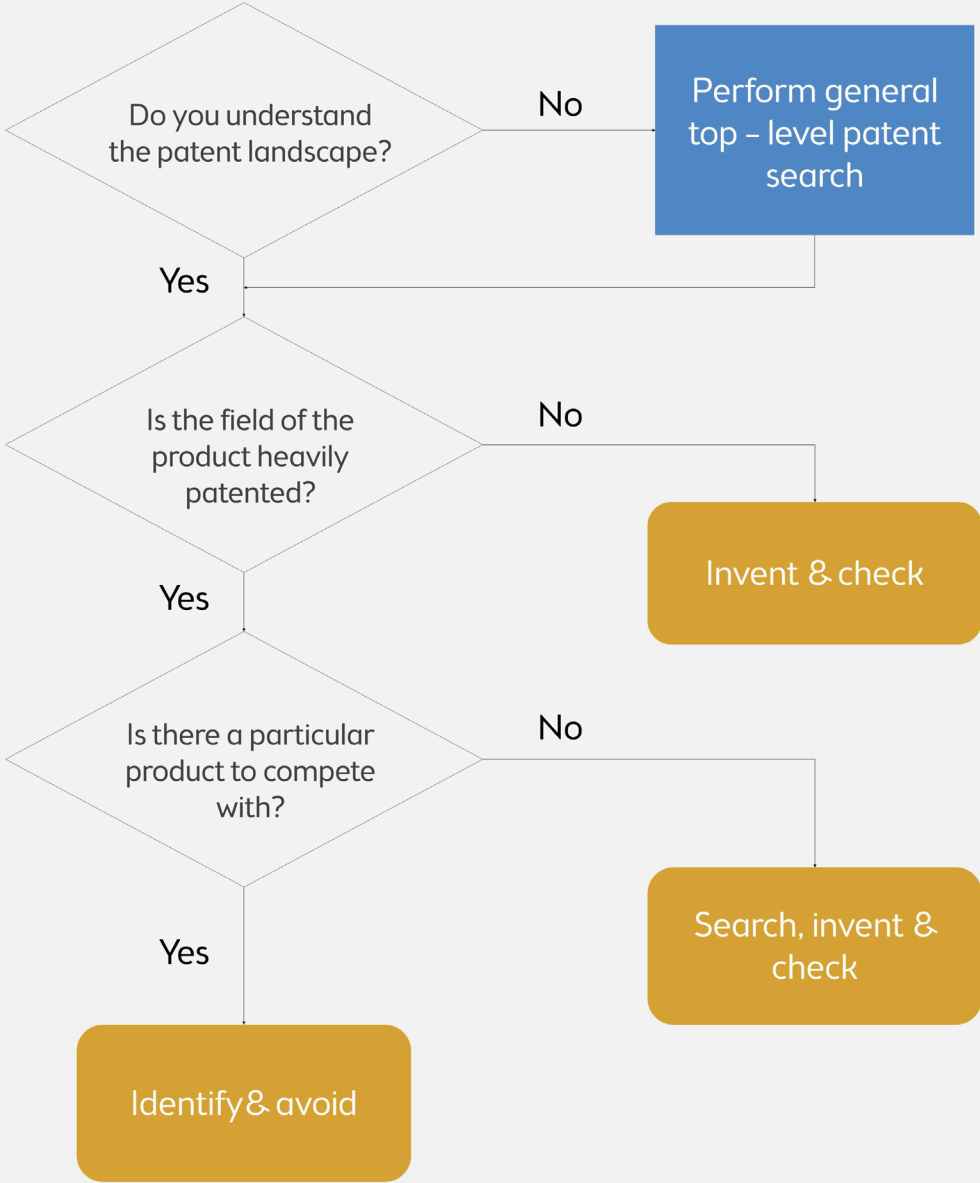 Do you understand
the patent landscape?
No
Perform general
top – level patent
search
Yes
Is the field of the
product heavily
patented?
No
Invent & check
Yes
Is there a particular
product to compete
with?
No
Search, invent &
check
Yes
Identify & avoid